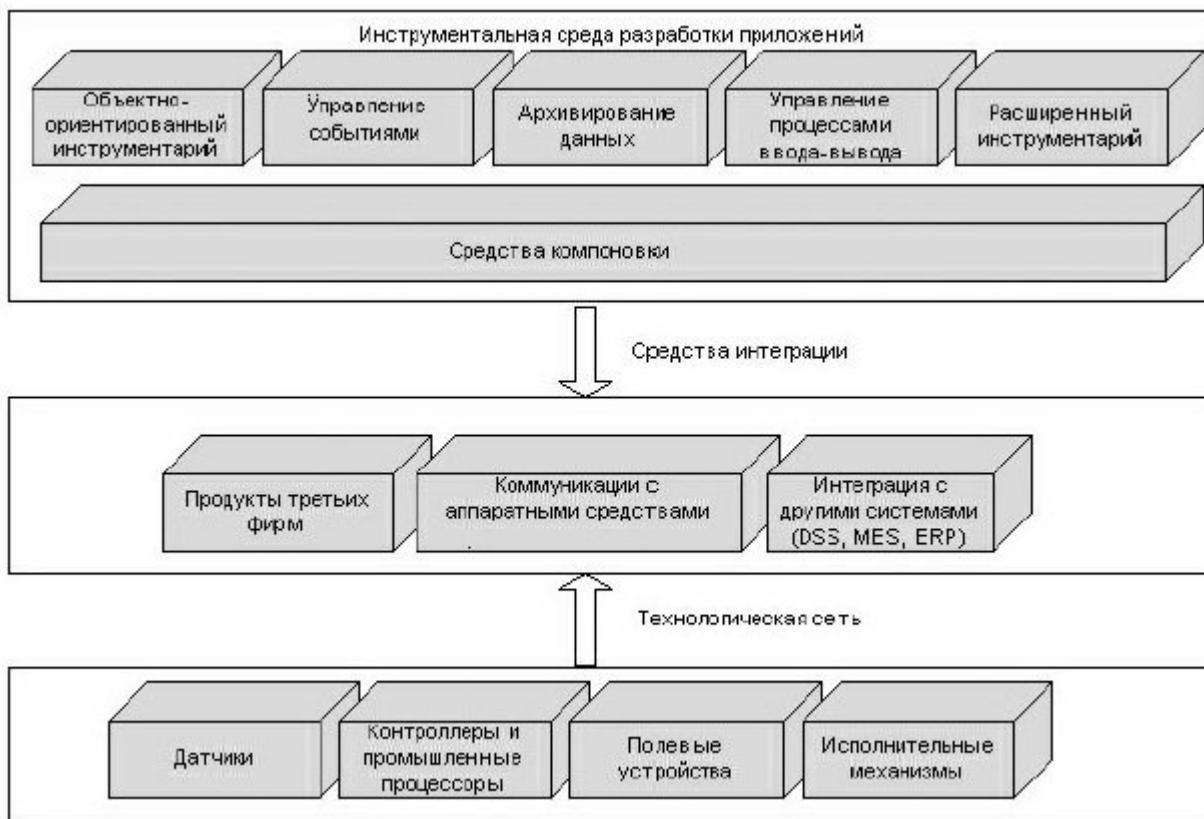 Инструментальная среда разработки приложений
Объектно-
ориентированный
инструментарий
Управление
событиями
Архивирование
данных
Управление
процессами
ввода-вывода
Расширенный
инструментарий
Средства компоновки
Средства интеграции
Продукты третьих
фирм
Коммуникации с
аппаратными средствами
Интеграция с
другими системами
(DSS, MES, ERP)
Технологическая сеть
Датчики
Контроллеры и
промышленные
процессоры
Полевые
устройства
Исполнительные
механизмы